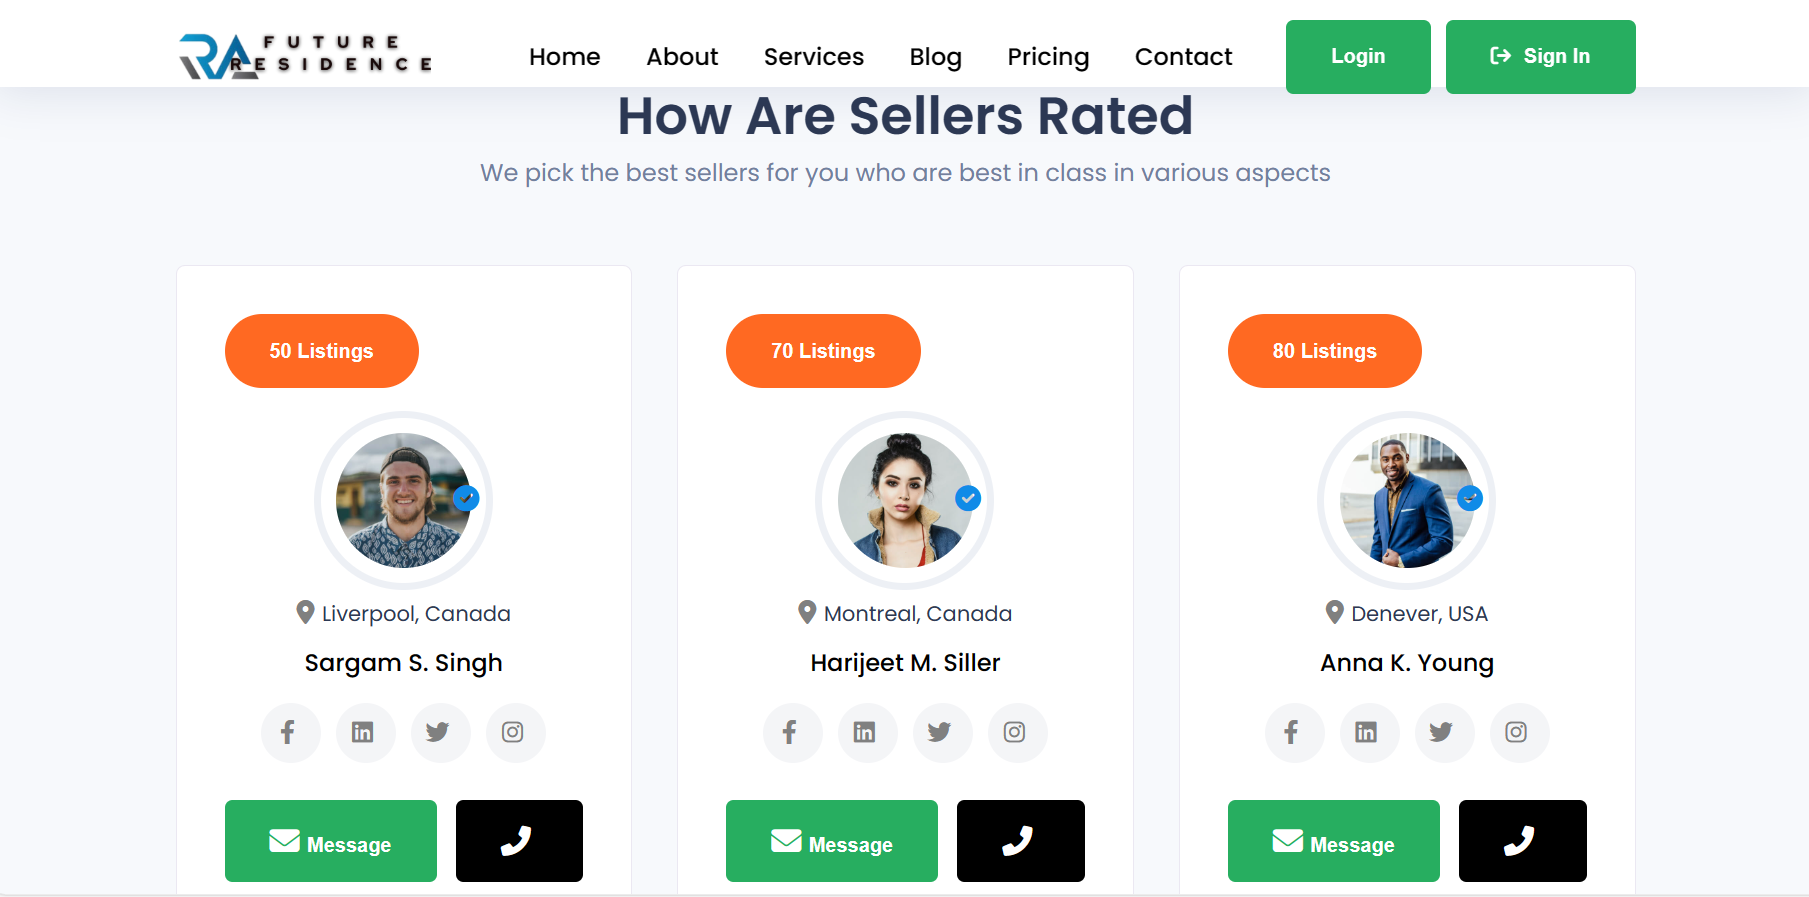 FUTURE
RA RESIDENCE
Home About Services Blog Pricing Contact Login Sign In
How Are Sellers Rated
We pick the best sellers for you who are best in class in various aspects
50 Listings
Liverpool, Canada
Sargam S. Singh
Message
70 Listings
Montreal, Canada
Harijeet M. Siller
Message
80 Listings
Denever, USA
Anna K. Young
Message